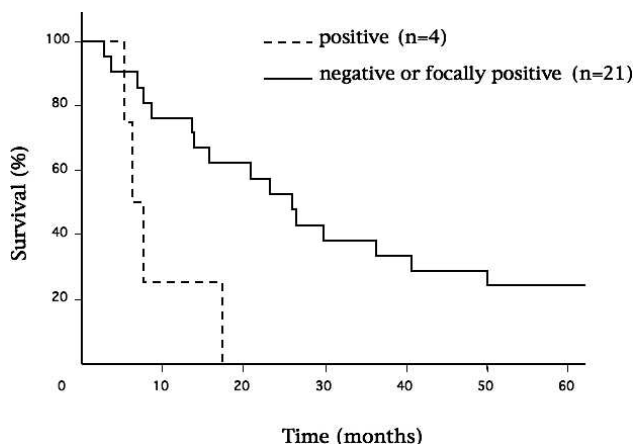 positive (n=4)
negative or focally positive (n=21)
Survival (%)
100
80
60
40
20
0 10 20 30 40 50 60
Time (months)